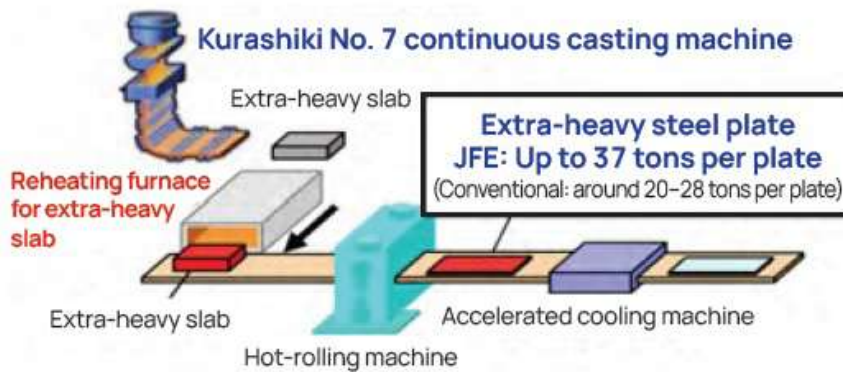 Kurashiki No. 7 continuous casting machine
Extra-heavy slab
Extra-heavy steel plate
JFE: Up to 37 tons per plate
(Conventional: around 20–28 tons per plate)
Reheating furnace
for extra-heavy
slab
Extra-heavy slab
Accelerated cooling machine
Hot-rolling machine